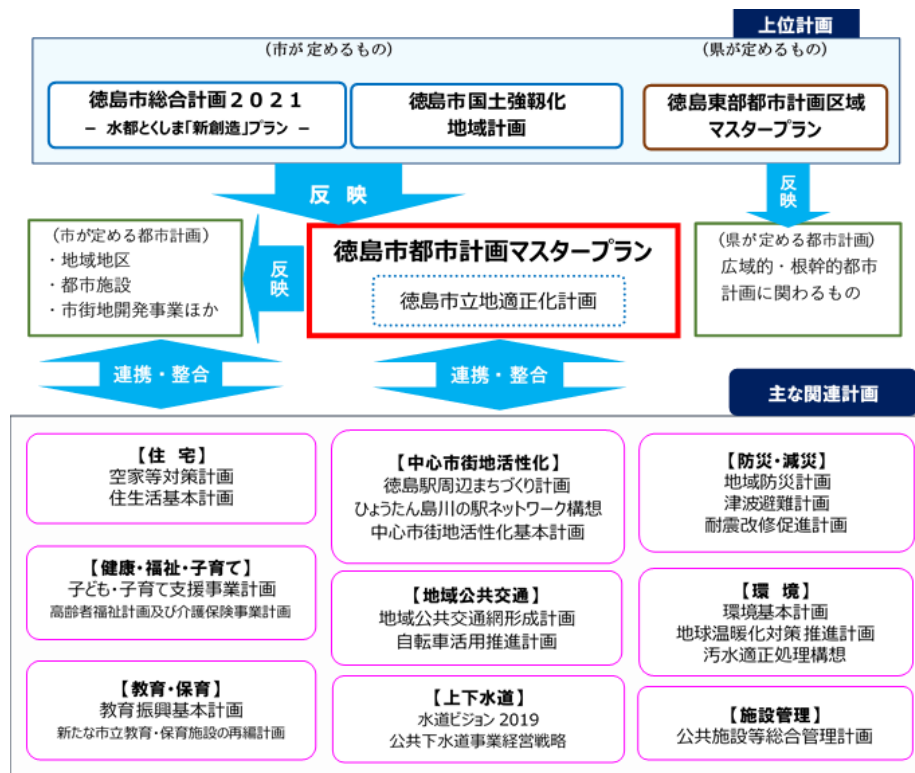 上位計画
(市が定めるもの)
(県が定めるもの)
徳島市総合計画2021
－ 水都とくしま「新創造」プラン －
徳島市国土強靱化
地域計画
徳島東部都市計画区域
マスタープラン
反 映
反映
(市が定める都市計画)
・地域地区
・都市施設
・市街地開発事業ほか
反映
徳島市都市計画マスタープラン
徳島市立地適正化計画
(県が定める都市計画)
広域的・根幹的都市
計画に関わるもの
連携・整合
連携・整合
主な関連計画
【住 宅】
空家等対策計画
住生活基本計画
【健康・福祉・子育て】
子ども・子育て支援事業計画
高齢者福祉計画及び介護保険事業計画
【教育・保育】
教育振興基本計画
新たな市立教育・保育施設の再編計画
【中心市街地活性化】
徳島駅周辺まちづくり計画
ひょうたん島川の駅ネットワーク構想
中心市街地活性化基本計画
【地域公共交通】
地域公共交通網形成計画
自転車活用推進計画
【上下水道】
水道ビジョン 2019
公共下水道事業経営戦略
【防災・減災】
地域防災計画
津波避難計画
耐震改修促進計画
【環 境】
環境基本計画
地球温暖化対策推進計画
汚水適正処理構想
【施設管理】
公共施設等総合管理計画